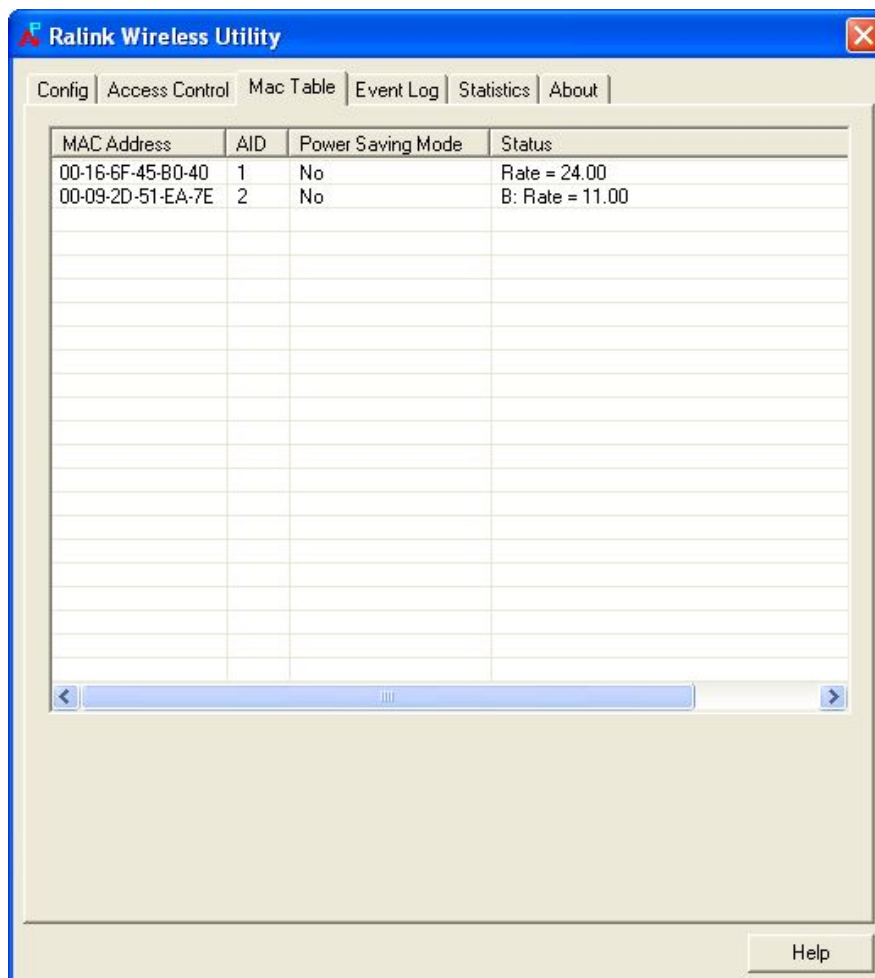 Ralink Wireless Utility
Config Access Control Mac Table Event Log Statistics About
MAC Address AID Power Saving Mode Status
00-16-6F-45-B0-40 1 No Rate = 24.00
00-09-2D-51-EA-7E 2 No B: Rate = 11.00
Help